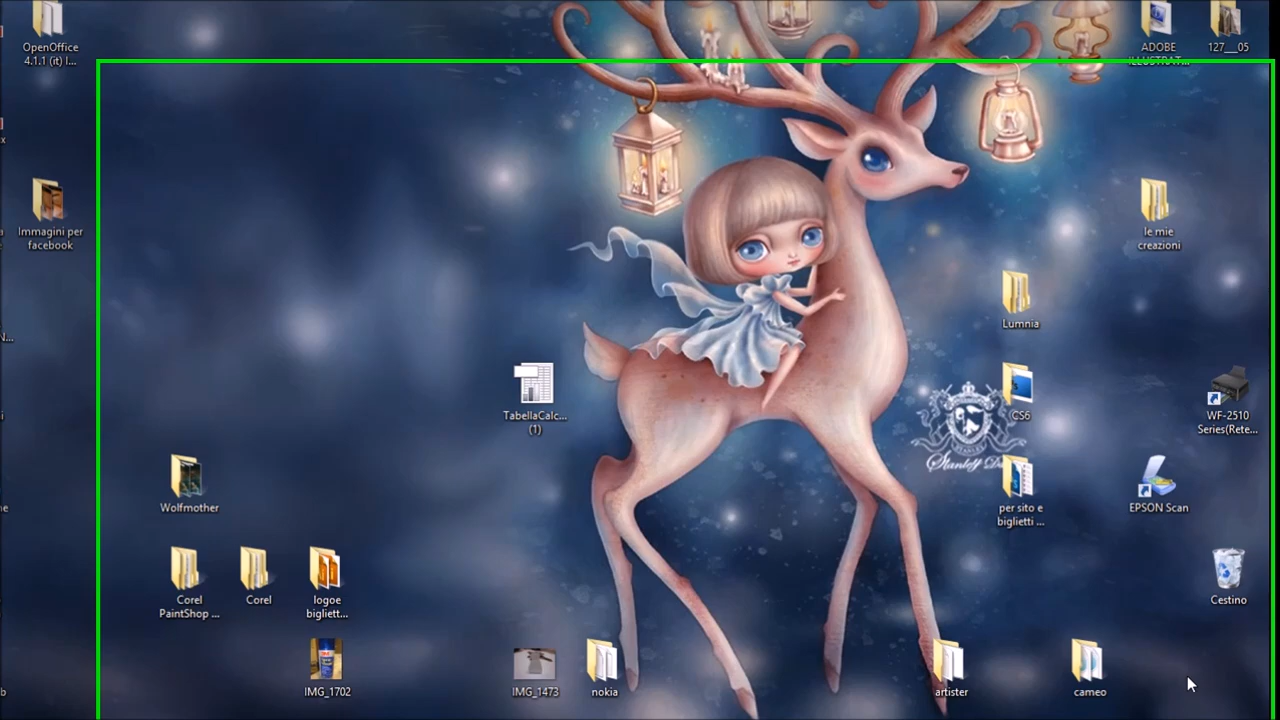 OpenOffice
4.1.1 (it) I...
ADOBE
ILLUSTRAT...
127__05
Immagini per
facebook
le mie
creazioni
Lumnia
TabellaCalc...
(1)
CS6
WF-2510
Series(Rete...
Wolfmother
per sito e
biglietti ...
EPSON Scan
Corel
PaintShop ...
Corel
logoe
bigliett...
Cestino
IMG_1702
IMG_1473
nokia
artister
cameo